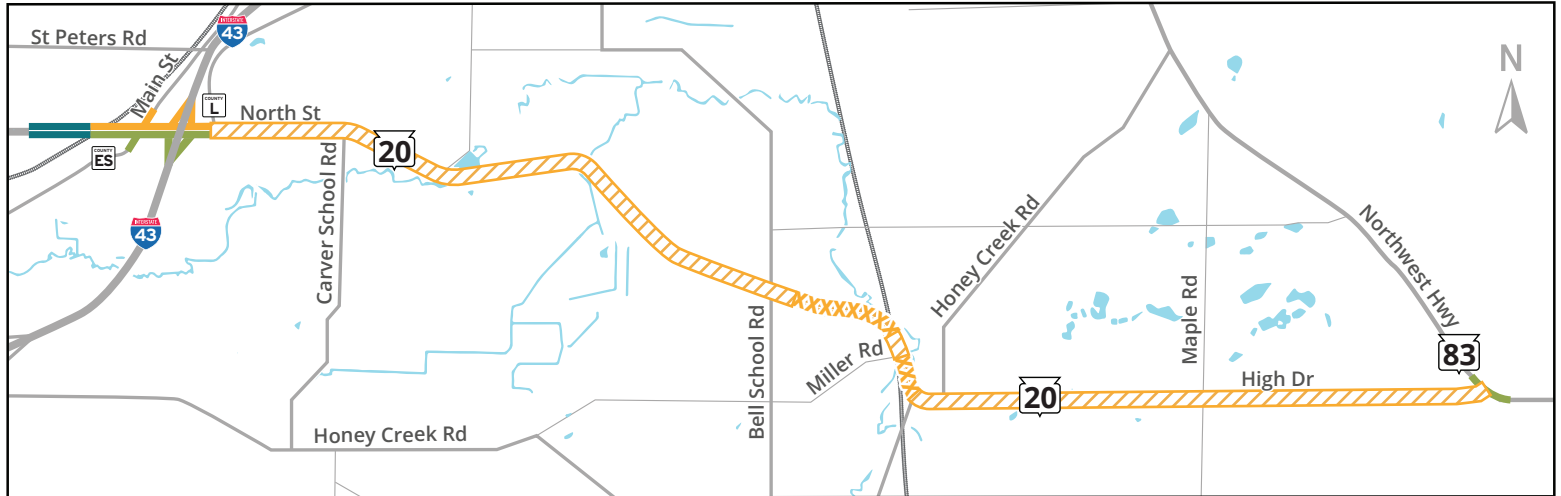 INTERSTATE
43
St Peters Rd
Main St
COUNTY
L
North St
20
COUNTY
ES
INTERSTATE
43
Carver School Rd
Honey Creek Rd
Bell School Rd
Miller Rd
Honey Creek Rd
Maple Rd
Northwest Hwy
83
High Dr
20
N